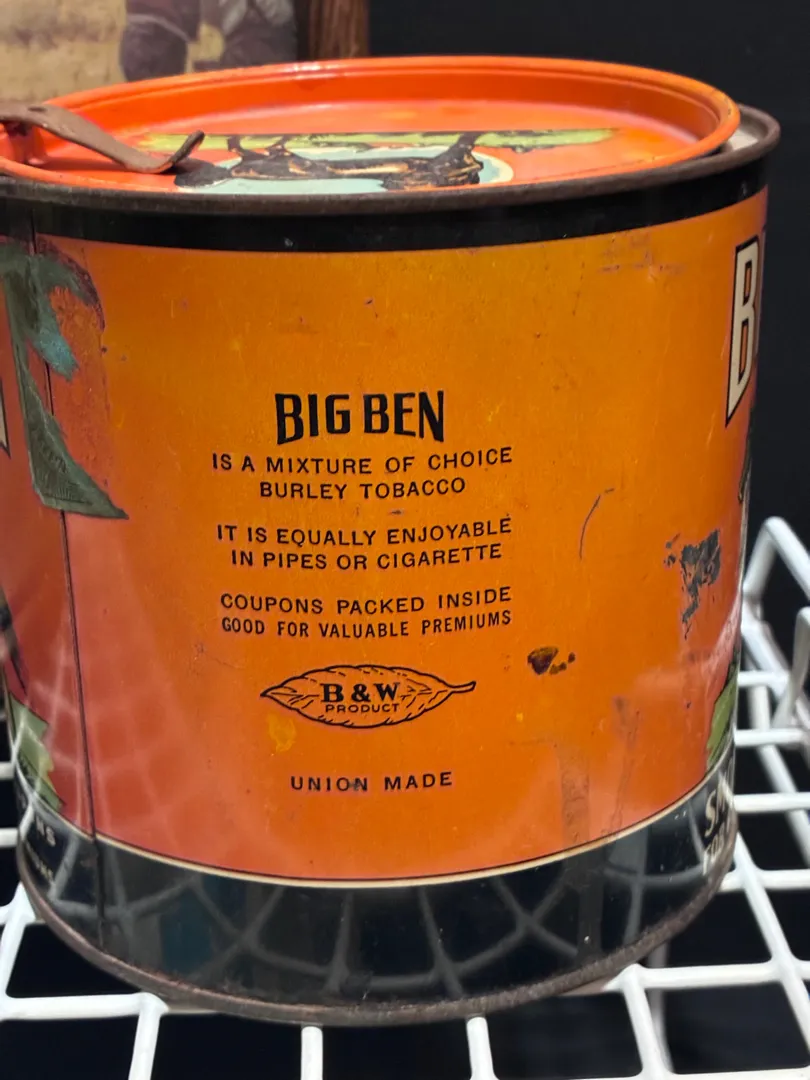 BIG BEN
IS A MIXTURE OF CHOICE
BURLEY TOBACCO
IT IS EQUALLY ENJOYABLE
IN PIPES OR CIGARETTE
COUPONS PACKED INSIDE
GOOD FOR VALUABLE PREMIUMS
B & W
PRODUCT
UNION MADE
B